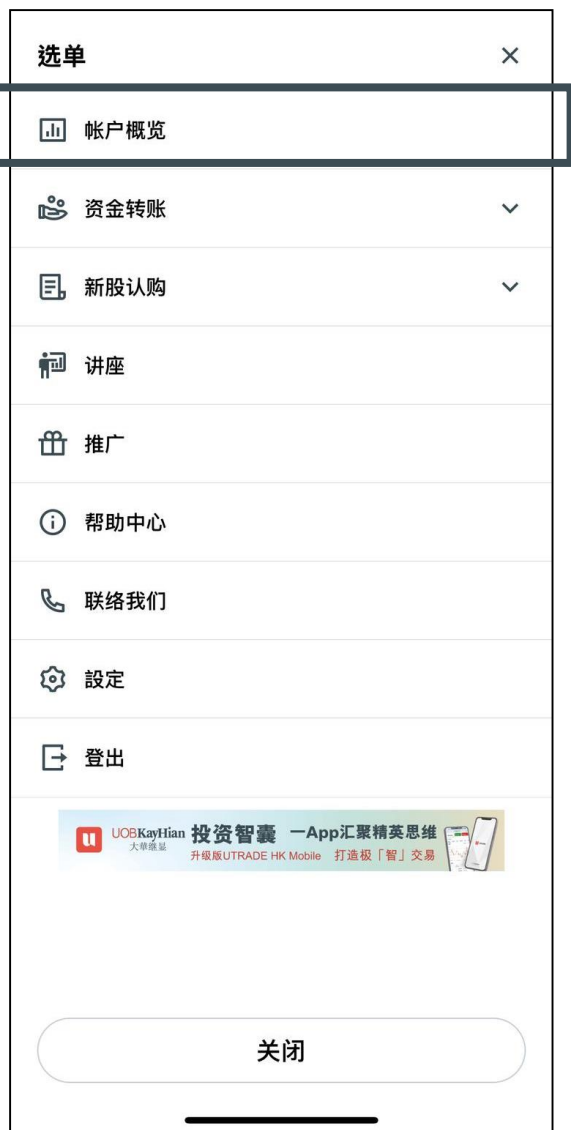 选单
帐户概览
资金转账
新股认购
讲座
推广
帮助中心
联络我们
設定
登出
UOBKayHian 投资智囊 一App汇聚精英思维
大華继显 升级版UTRADE HK Mobile 打造极「智」交易
关闭